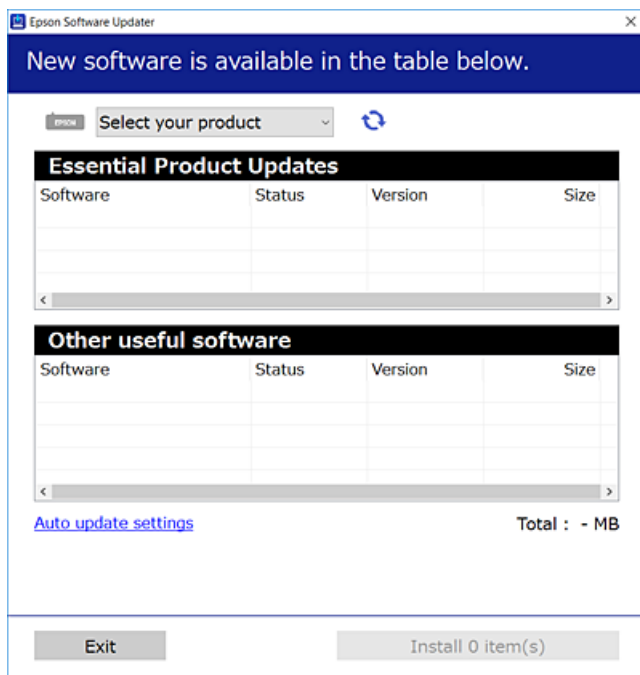 Epson Software Updater
New software is available in the table below.
EPSON Select your product
Essential Product Updates
Software Status Version Size
Other useful software
Software Status Version Size
Auto update settings Total : - MB
Exit Install 0 item(s)